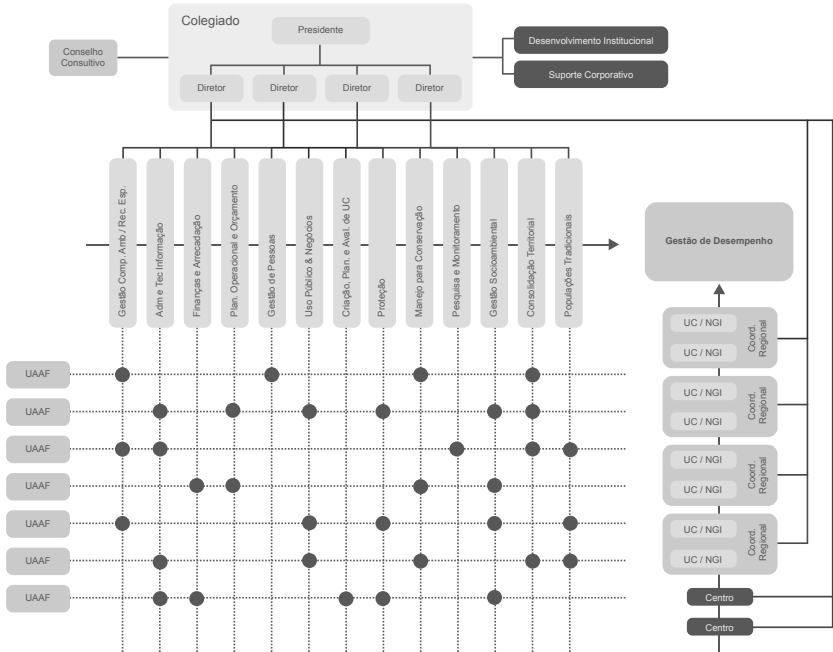 Colegiado
Presidente
Conselho
Consultivo
Desenvolvimento Institucional
Suporte Corporativo
Diretor
Diretor
Diretor
Diretor
Gestão Comp. Amb / Rec. Esp.
Adm e Tec Informação
Finanças e Arrecadação
Plan. Operacional e Orçamento
Gestão de Pessoas
Uso Público & Negócios
Criação, Plan. e Aval. de UC
Proteção
Manejo para Conservação
Pesquisa e Monitoramento
Gestão Socioambiental
Consolidação Territorial
Populações Tradicionais
Gestão de Desempenho
UC / NGI
UC / NGI
Coord.
Regional
UC / NGI
UC / NGI
Coord.
Regional
UC / NGI
UC / NGI
Coord.
Regional
UC / NGI
UC / NGI
Coord.
Regional
Centro
Centro
UAAF
UAAF
UAAF
UAAF
UAAF
UAAF
UAAF